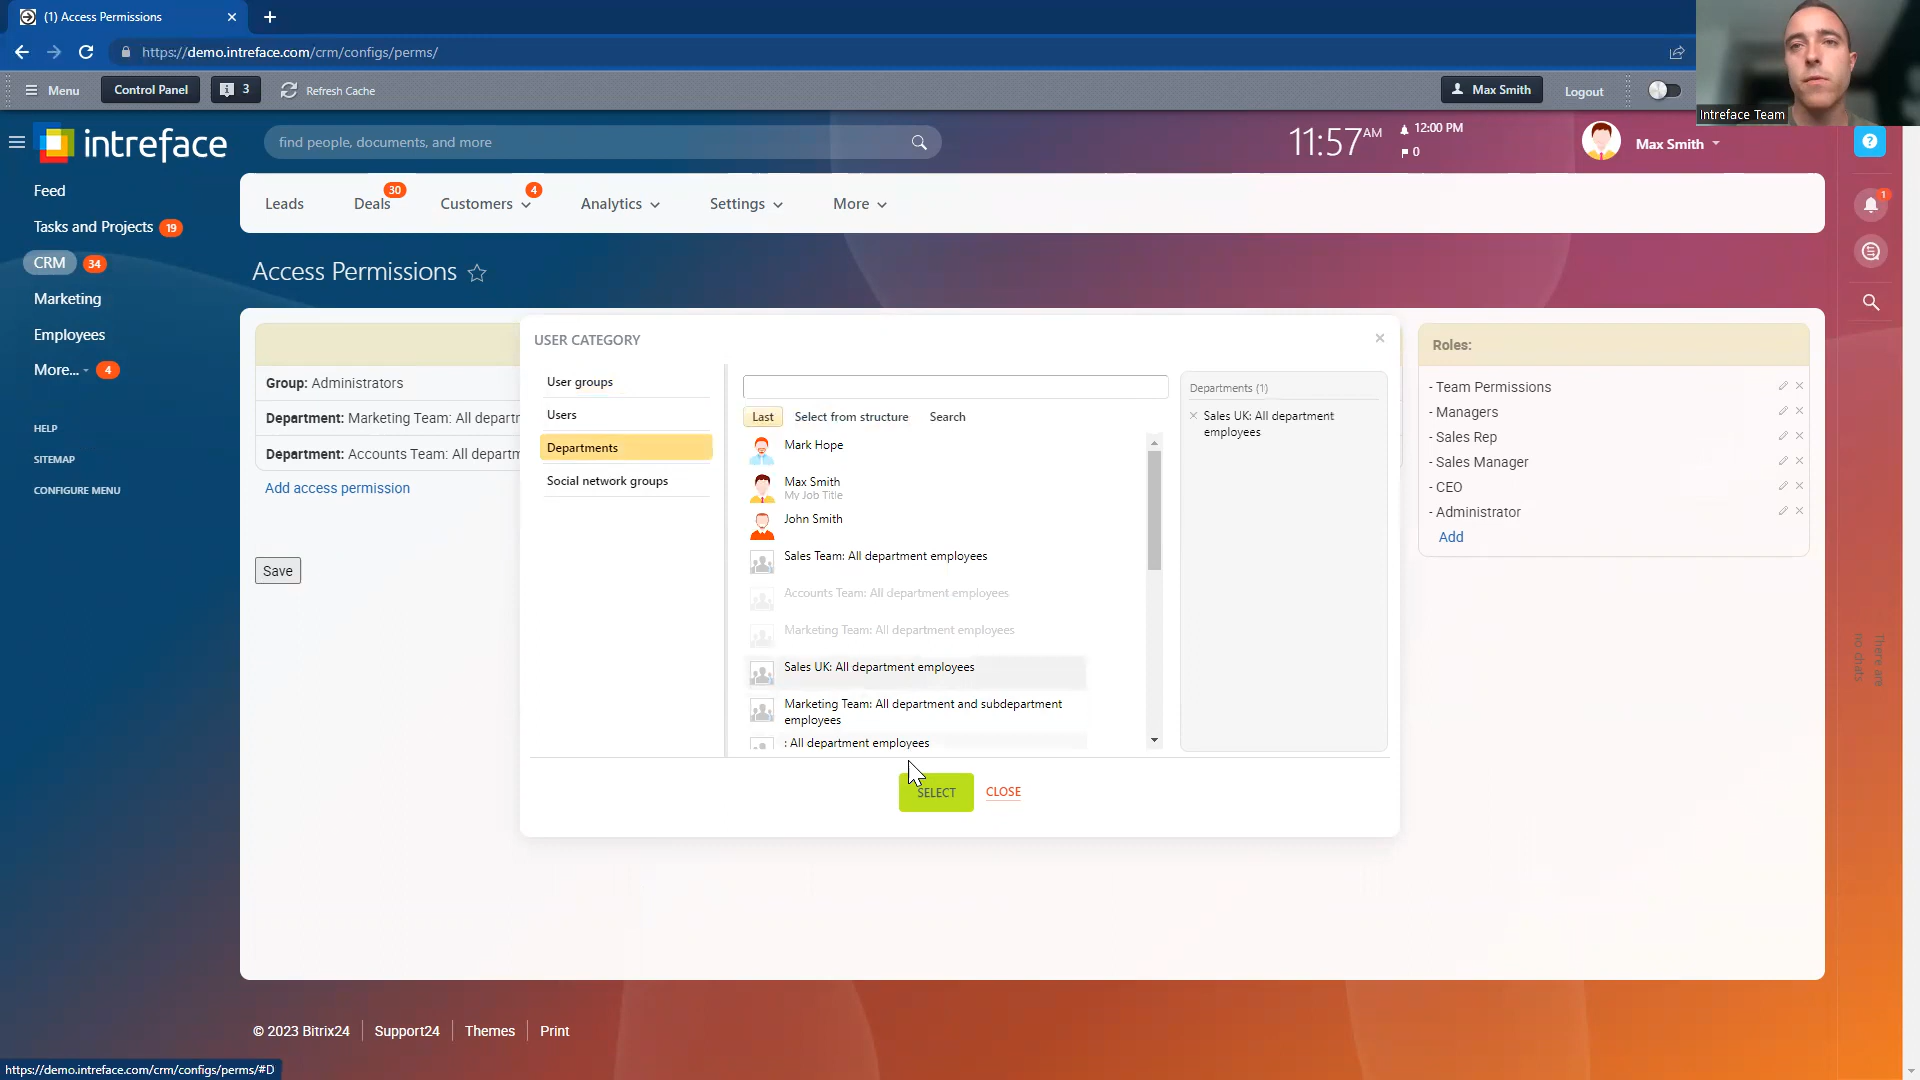 (1) Access Permissions
https://demo.intreface.com/crm/configs/perms/
Menu
Control Panel
3
Refresh Cache
Max Smith
Logout
Intreface Team
intreface
find people, documents, and more
11:57 AM
12:00 PM
0
Max Smith
?
1
Feed
Tasks and Projects 19
CRM 34
Marketing
Employees
More... 4
HELP
SITEMAP
CONFIGURE MENU
Leads
Deals 30
Customers 4
Analytics
Settings
More
Access Permissions
Group: Administrators
Department: Marketing Team: All depart
Department: Accounts Team: All departm
Add access permission
Save
USER CATEGORY
User groups
Users
Departments
Social network groups
Last
Select from structure
Search
Mark Hope
Max Smith
My Job Title
John Smith
Sales Team: All department employees
Accounts Team: All department employees
Marketing Team: All department employees
Sales UK: All department employees
Marketing Team: All department and subdepartment
employees
: All department employees
Departments (1)
Sales UK: All department
employees
SELECT
CLOSE
Roles:
- Team Permissions
- Managers
- Sales Rep
- Sales Manager
- CEO
- Administrator
Add
There are
no chats
© 2023 Bitrix24
Support24
Themes
Print
https://demo.intreface.com/crm/configs/perms/#D